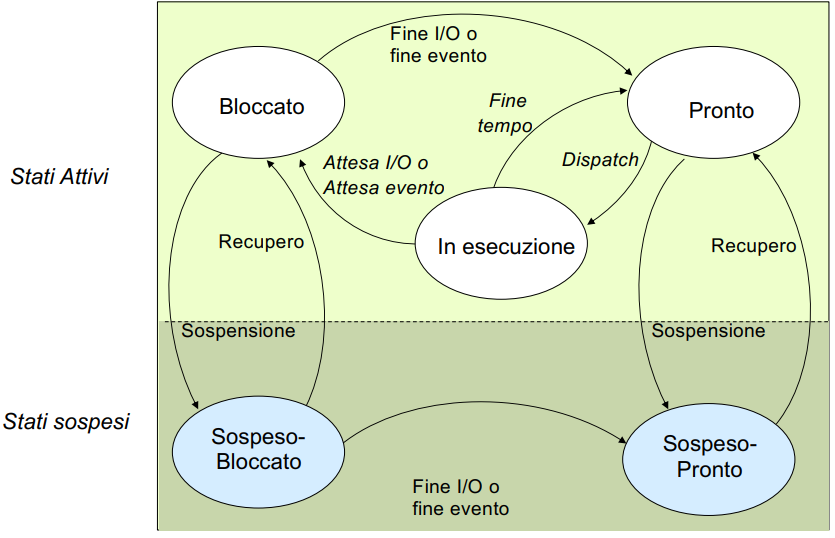 Fine I/O o
fine evento
Bloccato
Fine
tempo
Pronto
Stati Attivi
Attesa I/O o
Attesa evento
Dispatch
Recupero
In esecuzione
Recupero
Sospensione
Sospensione
Stati sospesi
Sospeso-
Bloccato
Sospeso-
Pronto
Fine I/O o
fine evento